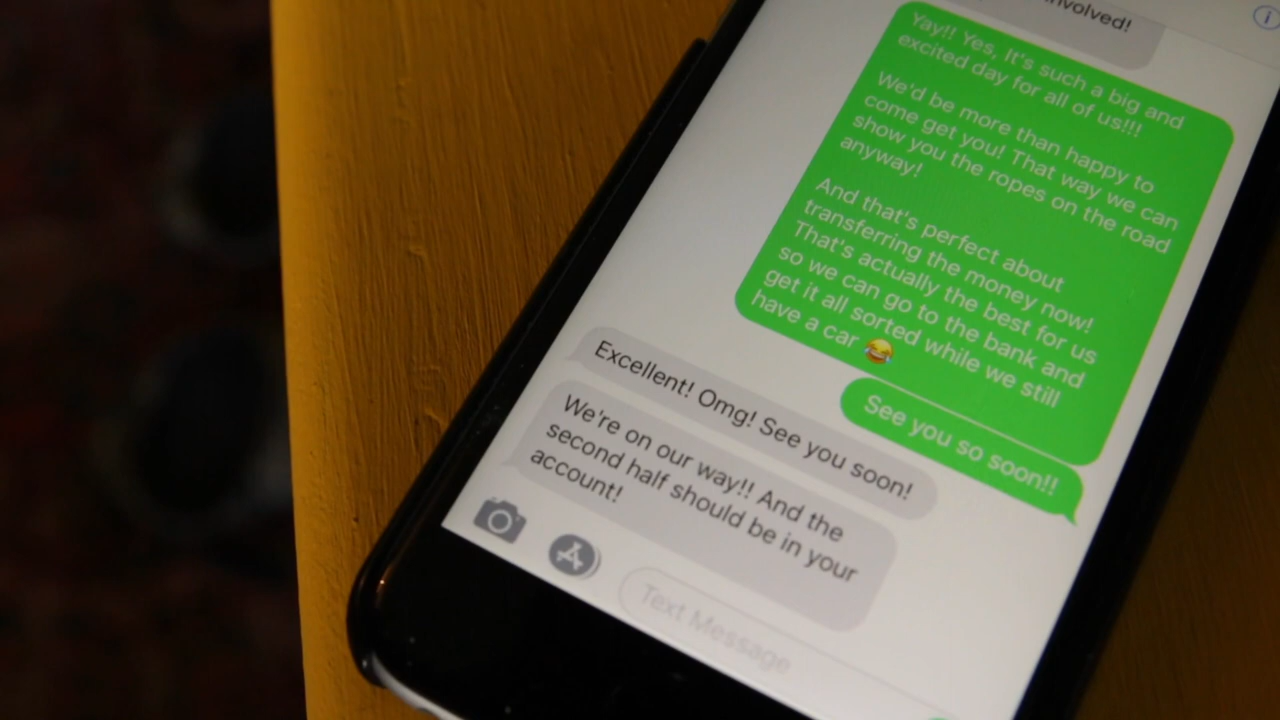 involved!
Yay!! Yes, It's such a big and
excited day for all of us!!!
We'd be more than happy to
come get you! That way we can
show you the ropes on the road
anyway!
And that's perfect about
transferring the money now!
That's actually the best for us
so we can go to the bank and
get it all sorted while we still
have a car 😂
See you so soon!!
Excellent! Omg! See you soon!
We're on our way!! And the
second half should be in your
account!
Text Message